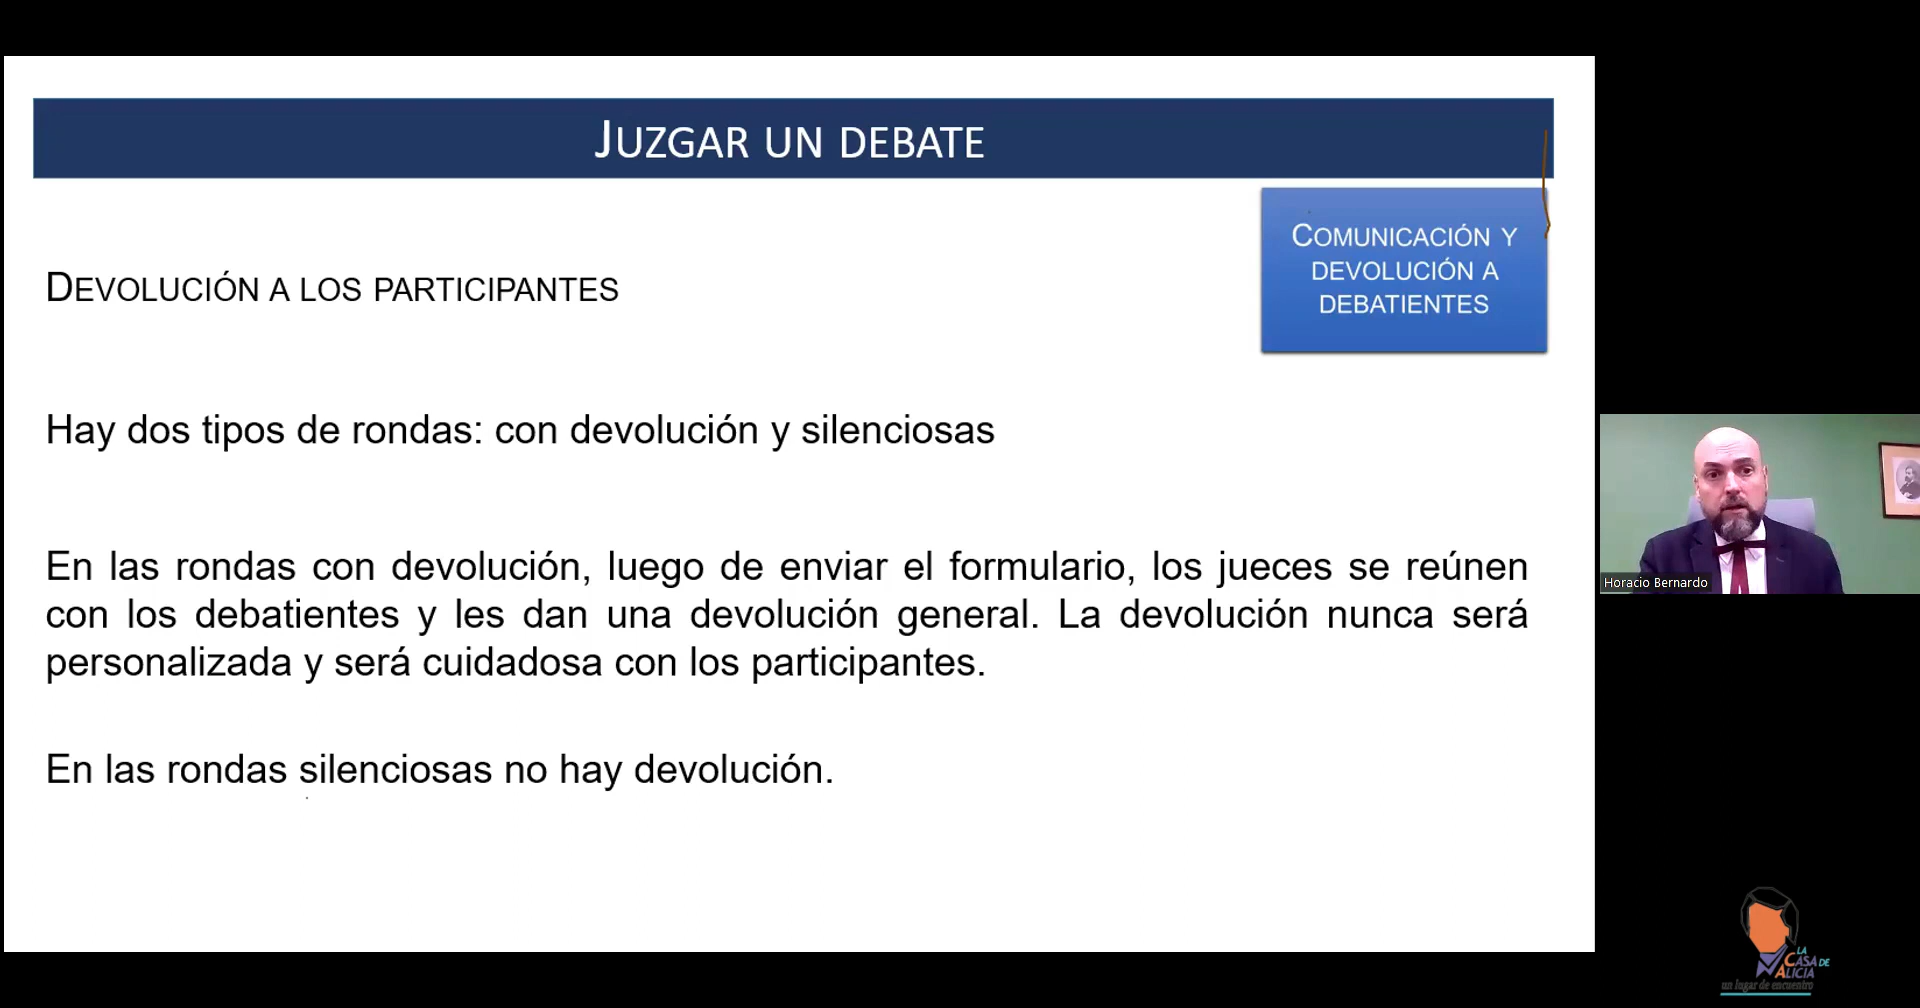 JUZGAR UN DEBATE
COMUNICACIÓN Y
DEVOLUCIÓN A
DEBATIENTES
DEVOLUCIÓN A LOS PARTICIPANTES
Hay dos tipos de rondas: con devolución y silenciosas
En las rondas con devolución, luego de enviar el formulario, los jueces se reúnen
con los debatientes y les dan una devolución general. La devolución nunca será
personalizada y será cuidadosa con los participantes.
En las rondas silenciosas no hay devolución.
Horacio Bernardo
LA
CASA DE
ALICIA
un lugar de encuentro